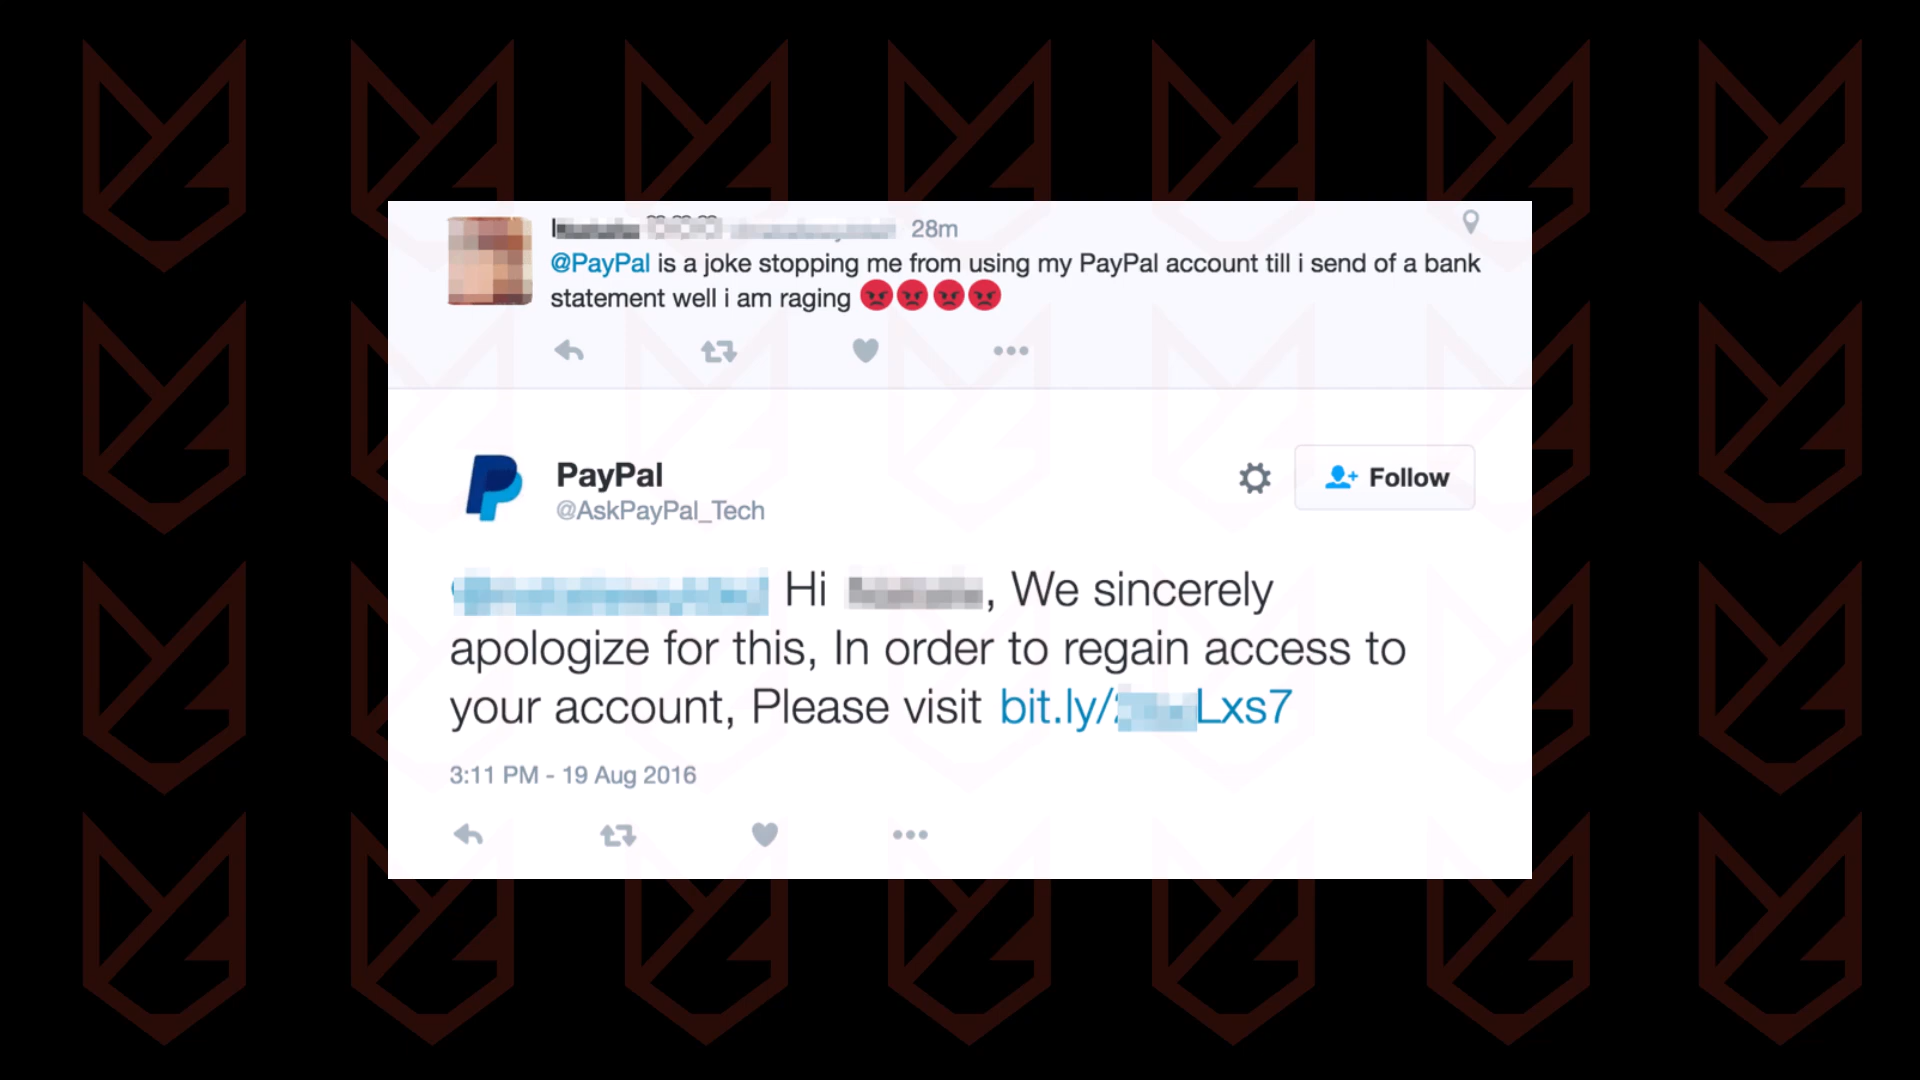 28m
@PayPal is a joke stopping me from using my PayPal account till i send of a bank
statement well i am raging 😡😡😡😡
PayPal
@AskPayPal_Tech
Follow
Hi , We sincerely
apologize for this, In order to regain access to
your account, Please visit bit.ly/ Lxs7
3:11 PM - 19 Aug 2016